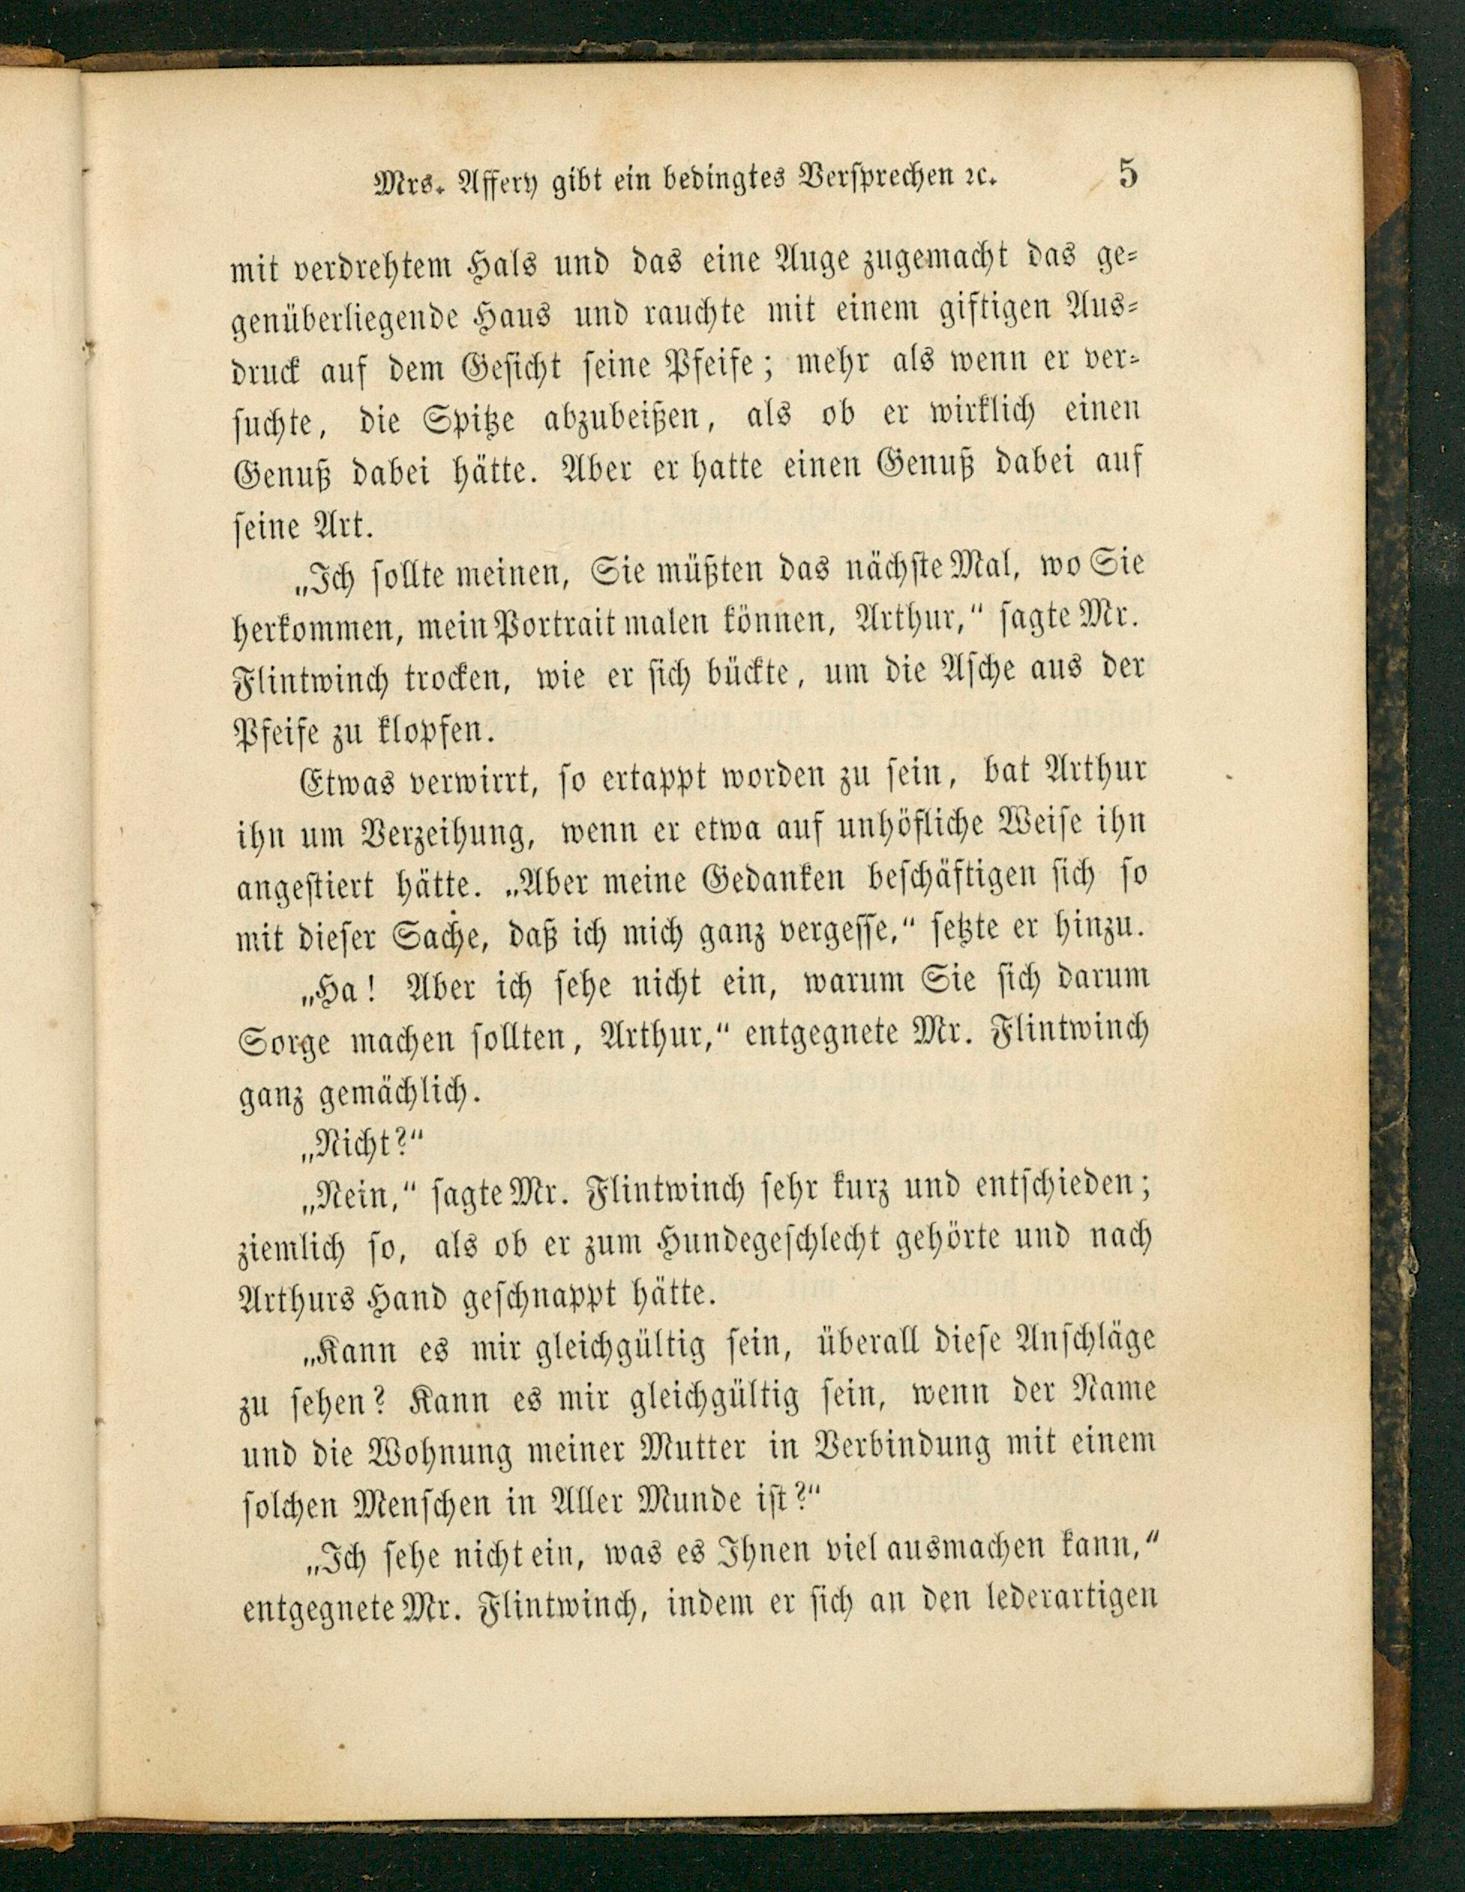 Mrs. Affery gibt ein bedingtes Versprechen ꝛc. 5
mit verdrehtem Hals und das eine Auge zugemacht das ge-
genüberliegende Haus und rauchte mit einem giftigen Aus-
druck auf dem Gesicht seine Pfeife; mehr als wenn er ver-
suchte, die Spitze abzubeißen, als ob er wirklich einen
Genuß dabei hätte. Aber er hatte einen Genuß dabei auf
seine Art.
„Ich sollte meinen, Sie müßten das nächste Mal, wo Sie
herkommen, mein Portrait malen können, Arthur,“ sagte Mr.
Flintwinch trocken, wie er sich bückte, um die Asche aus der
Pfeife zu klopfen.
Etwas verwirrt, so ertappt worden zu sein, bat Arthur
ihn um Verzeihung, wenn er etwa auf unhöfliche Weise ihn
angestiert hätte. „Aber meine Gedanken beschäftigen sich so
mit dieser Sache, daß ich mich ganz vergesse,“ setzte er hinzu.
„Ha! Aber ich sehe nicht ein, warum Sie sich darum
Sorge machen sollten, Arthur,“ entgegnete Mr. Flintwinch
ganz gemächlich.
„Nicht?“
„Nein,“ sagte Mr. Flintwinch sehr kurz und entschieden;
ziemlich so, als ob er zum Hundegeschlecht gehörte und nach
Arthurs Hand geschnappt hätte.
„Kann es mir gleichgültig sein, überall diese Anschläge
zu sehen? Kann es mir gleichgültig sein, wenn der Name
und die Wohnung meiner Mutter in Verbindung mit einem
solchen Menschen in Aller Munde ist?“
„Ich sehe nicht ein, was es Ihnen viel ausmachen kann,“
entgegnete Mr. Flintwinch, indem er sich an den lederartigen